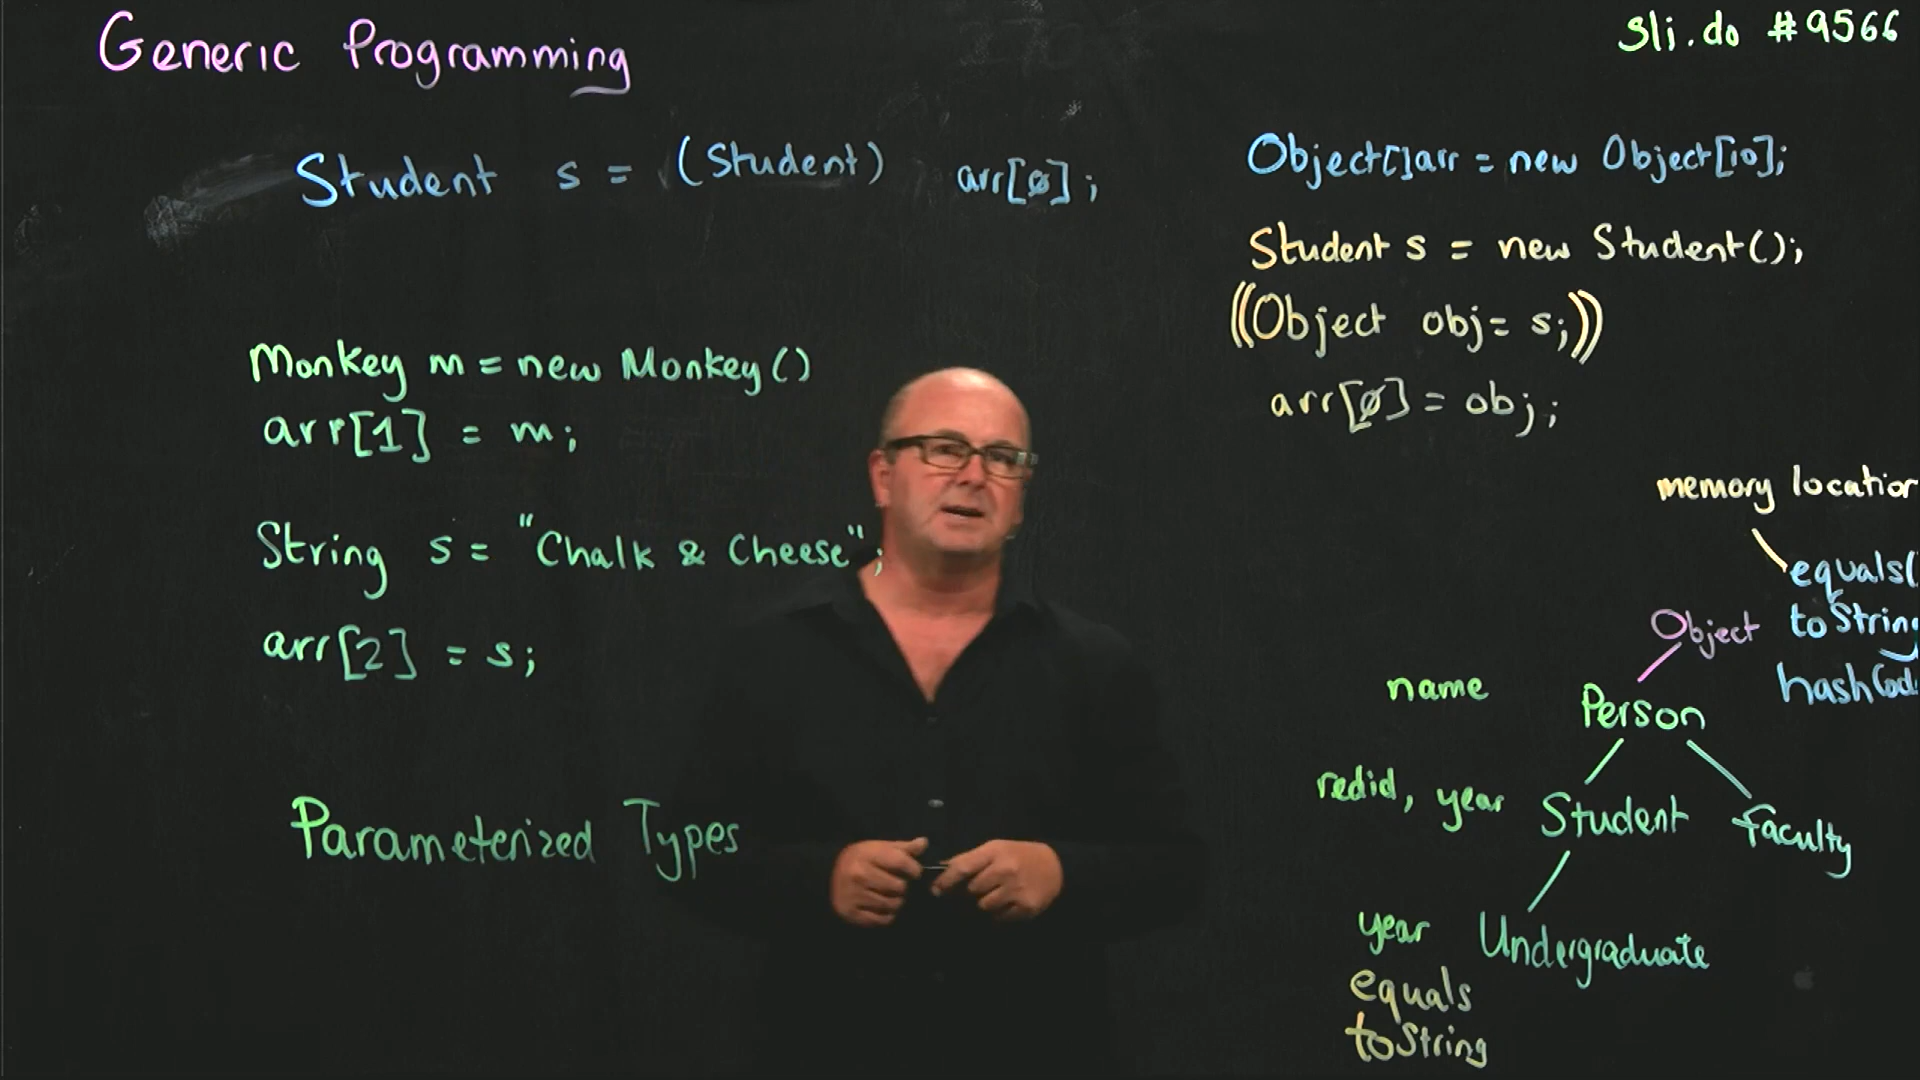 Generic Programming
Sli.do #9566
Student s = (Student) arr[0];
Object[]arr = new Object[10];
Student s = new Student();
((Object obj= s;))
arr[0] = obj;
Monkey m = new Monkey()
arr[1] = m;
String s = "Chalk & Cheese";
arr[2] = s;
Parameterized Types
memory location
equals(
toString
hashCode
Object
name Person
redid, year Student Faculty
year Undergraduate
equals
toString